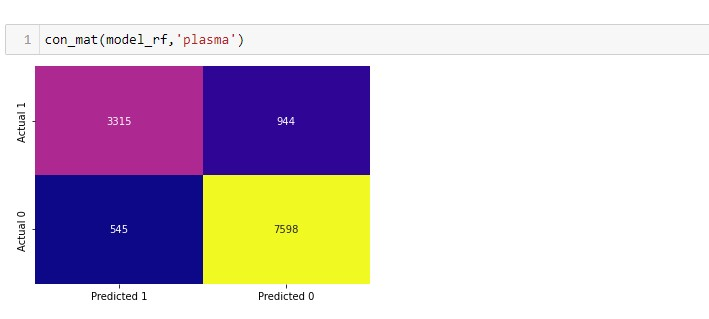 1 con_mat(model_rf,'plasma')
Actual 1
3315 944
Actual 0
545 7598
Predicted 1 Predicted 0